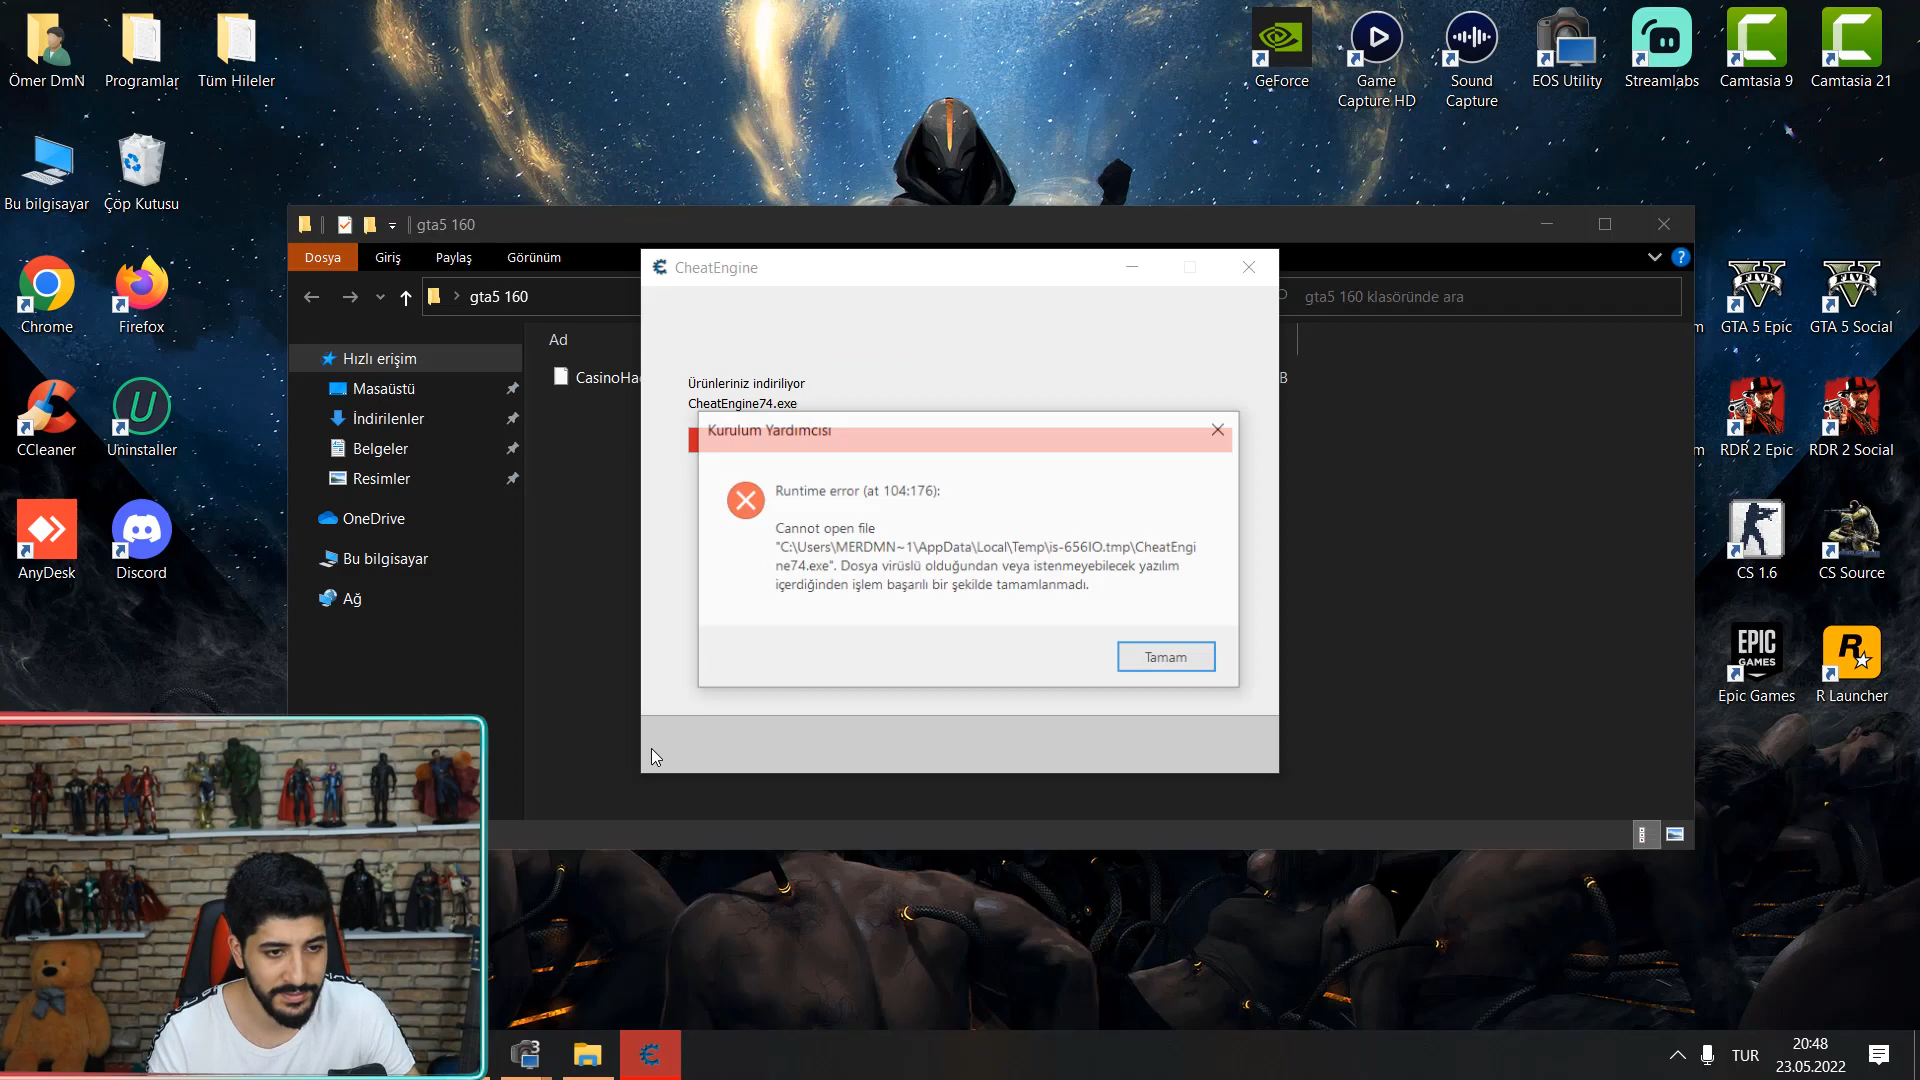 Ömer DmN
Programlar
Tüm Hileler
GeForce
Game Capture HD
Sound Capture
EOS Utility
Streamlabs
Camtasia 9
Camtasia 21
Bu bilgisayar
Çöp Kutusu
Chrome
Firefox
CCleaner
Uninstaller
AnyDesk
Discord
gta5 160
Dosya
Giriş
Paylaş
Görünüm
gta5 160
gta5 160 klasöründe ara
Ad
Hızlı erişim
Masaüstü
İndirilenler
Belgeler
Resimler
OneDrive
Bu bilgisayar
Ağ
CasinoHa
B
CheatEngine
Ürünleriniz indiriliyor
CheatEngine74.exe
Kurulum Yardımcısı
Runtime error (at 104:176):
Cannot open file
"C:\Users\MERDMN~1\AppData\Local\Temp\is-656IO.tmp\CheatEngi
ne74.exe". Dosya virüslü olduğundan veya istenmeyebilecek yazılım
içerdiğinden işlem başarılı bir şekilde tamamlanmadı.
Tamam
m
FIVE
GTA 5 Epic
FIVE
GTA 5 Social
m
RDR 2 Epic
RDR 2 Social
CS 1.6
CS Source
EPIC
GAMES
Epic Games
R
R Launcher
TUR
20:48
23.05.2022